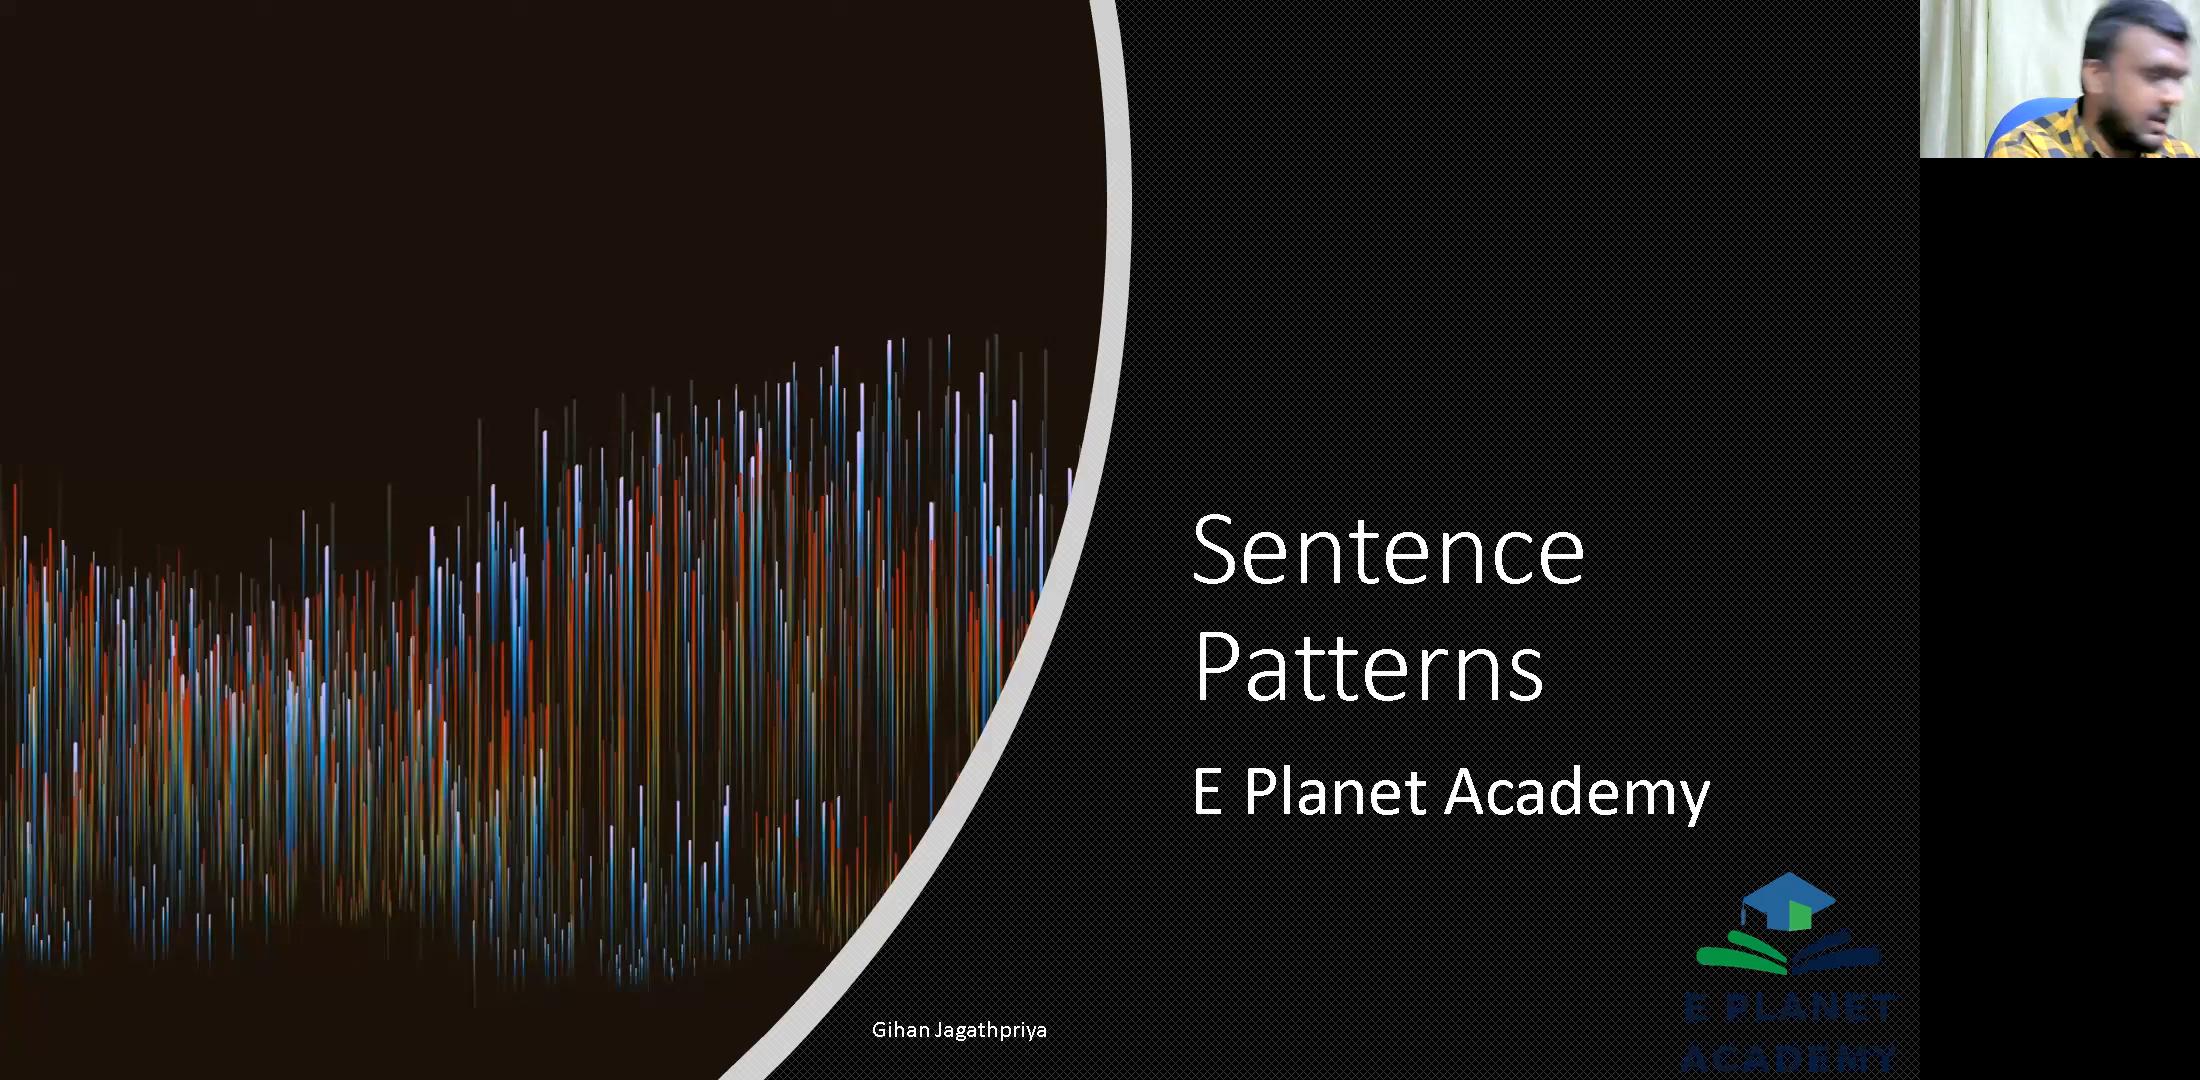 Sentence
Patterns
E Planet Academy
Gihan Jagathpriya
E PLANET
ACADEMY